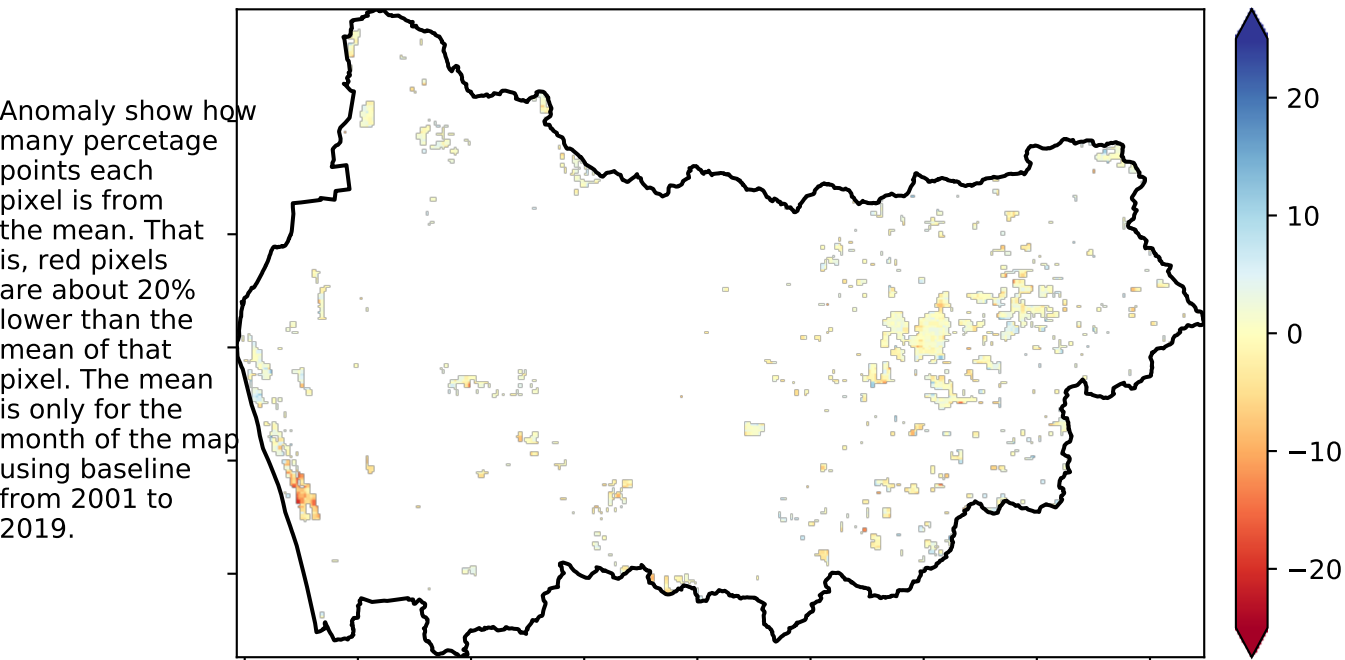 Anomaly show how
many percetage
points each
pixel is from
the mean. That
is, red pixels
are about 20%
lower than the
mean of that
pixel. The mean
is only for the
month of the map
using baseline
from 2001 to
2019.
20
10
0
−10
−20